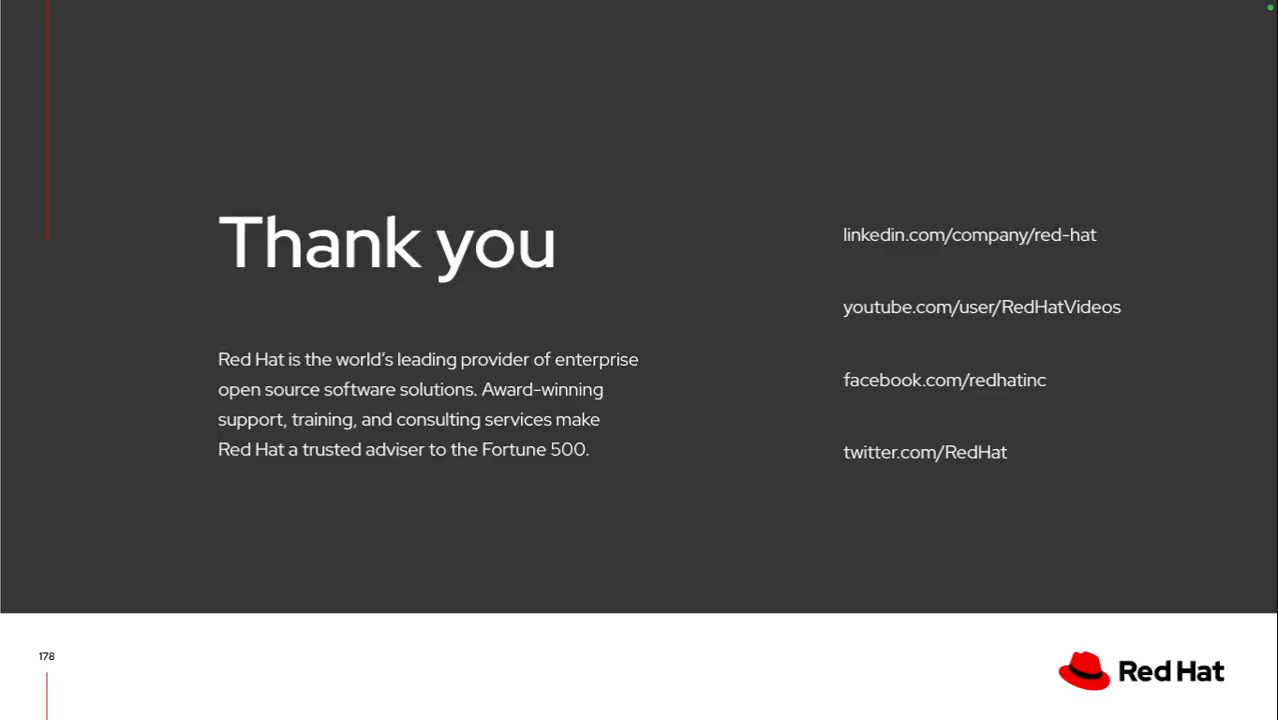 Thank you
Red Hat is the world’s leading provider of enterprise
open source software solutions. Award-winning
support, training, and consulting services make
Red Hat a trusted adviser to the Fortune 500.
linkedin.com/company/red-hat
youtube.com/user/RedHatVideos
facebook.com/redhatinc
twitter.com/RedHat
178
Red Hat